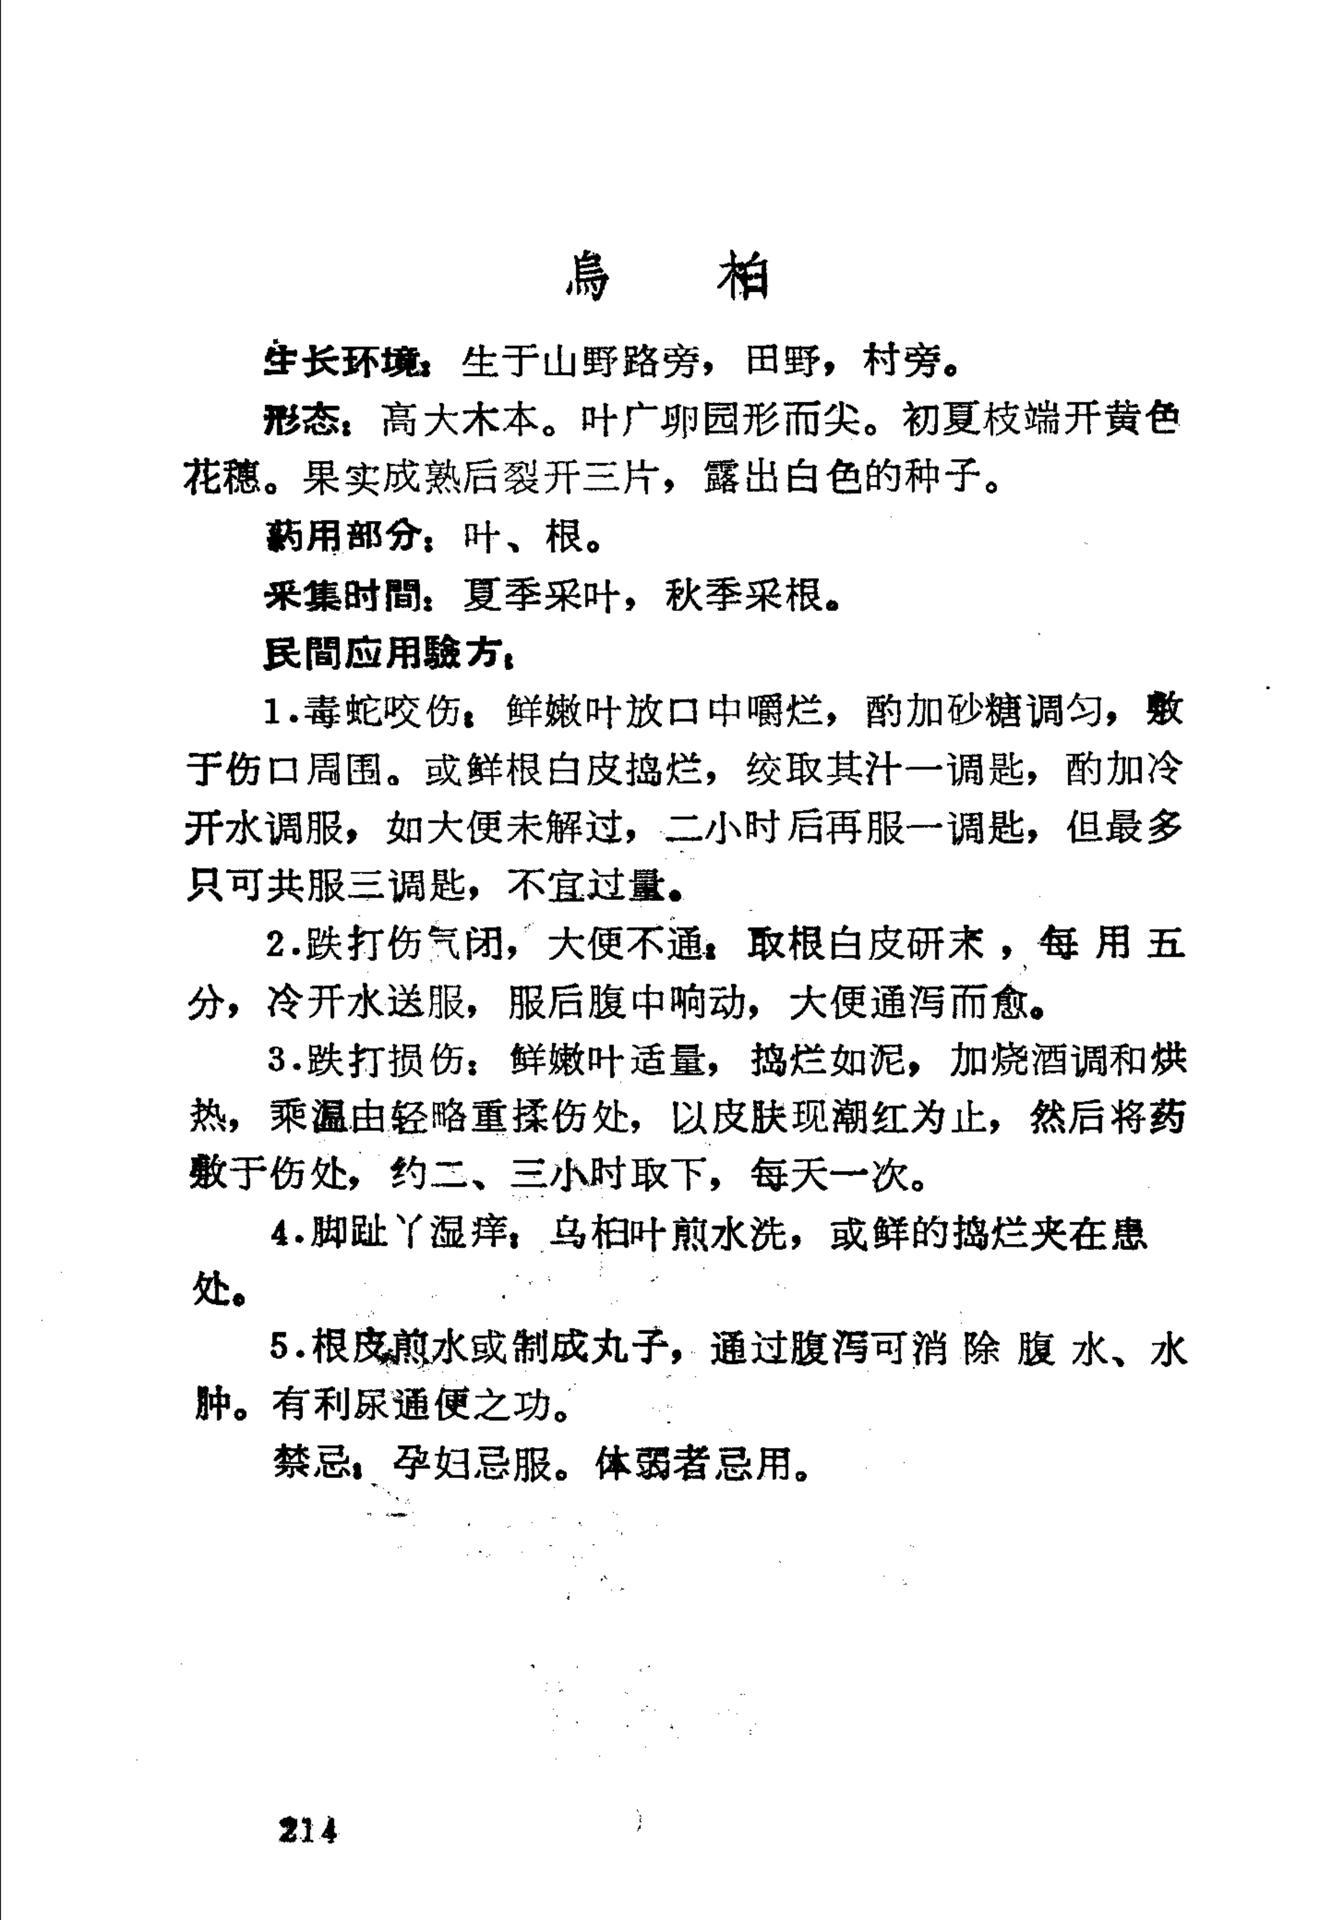 烏 桕
生长环境：生于山野路旁，田野，村旁。
形态：高大木本。叶广卵园形而尖。初夏枝端开黄色
花穗。果实成熟后裂开三片，露出白色的种子。
药用部分：叶、根。
采集时間：夏季采叶，秋季采根。
民間应用驗方：
1.毒蛇咬伤：鲜嫩叶放口中嚼烂，酌加砂糖调匀，敷
于伤口周围。或鲜根白皮捣烂，绞取其汁一调匙，酌加冷
开水调服，如大便未解过，二小时后再服一调匙，但最多
只可共服三调匙，不宜过量。
2.跌打伤气闭，大便不通：取根白皮研末，每用五
分，冷开水送服，服后腹中响动，大便通泻而愈。
3.跌打损伤：鲜嫩叶适量，捣烂如泥，加烧酒调和烘
热，乘温由轻略重揉伤处，以皮肤现潮红为止，然后将药
敷于伤处，约二、三小时取下，每天一次。
4.脚趾丫湿痒：乌桕叶煎水洗，或鲜的捣烂夹在患
处。
5.根皮煎水或制成丸子，通过腹泻可消除腹水、水
肿。有利尿通便之功。
禁忌：孕妇忌服。体弱者忌用。
214